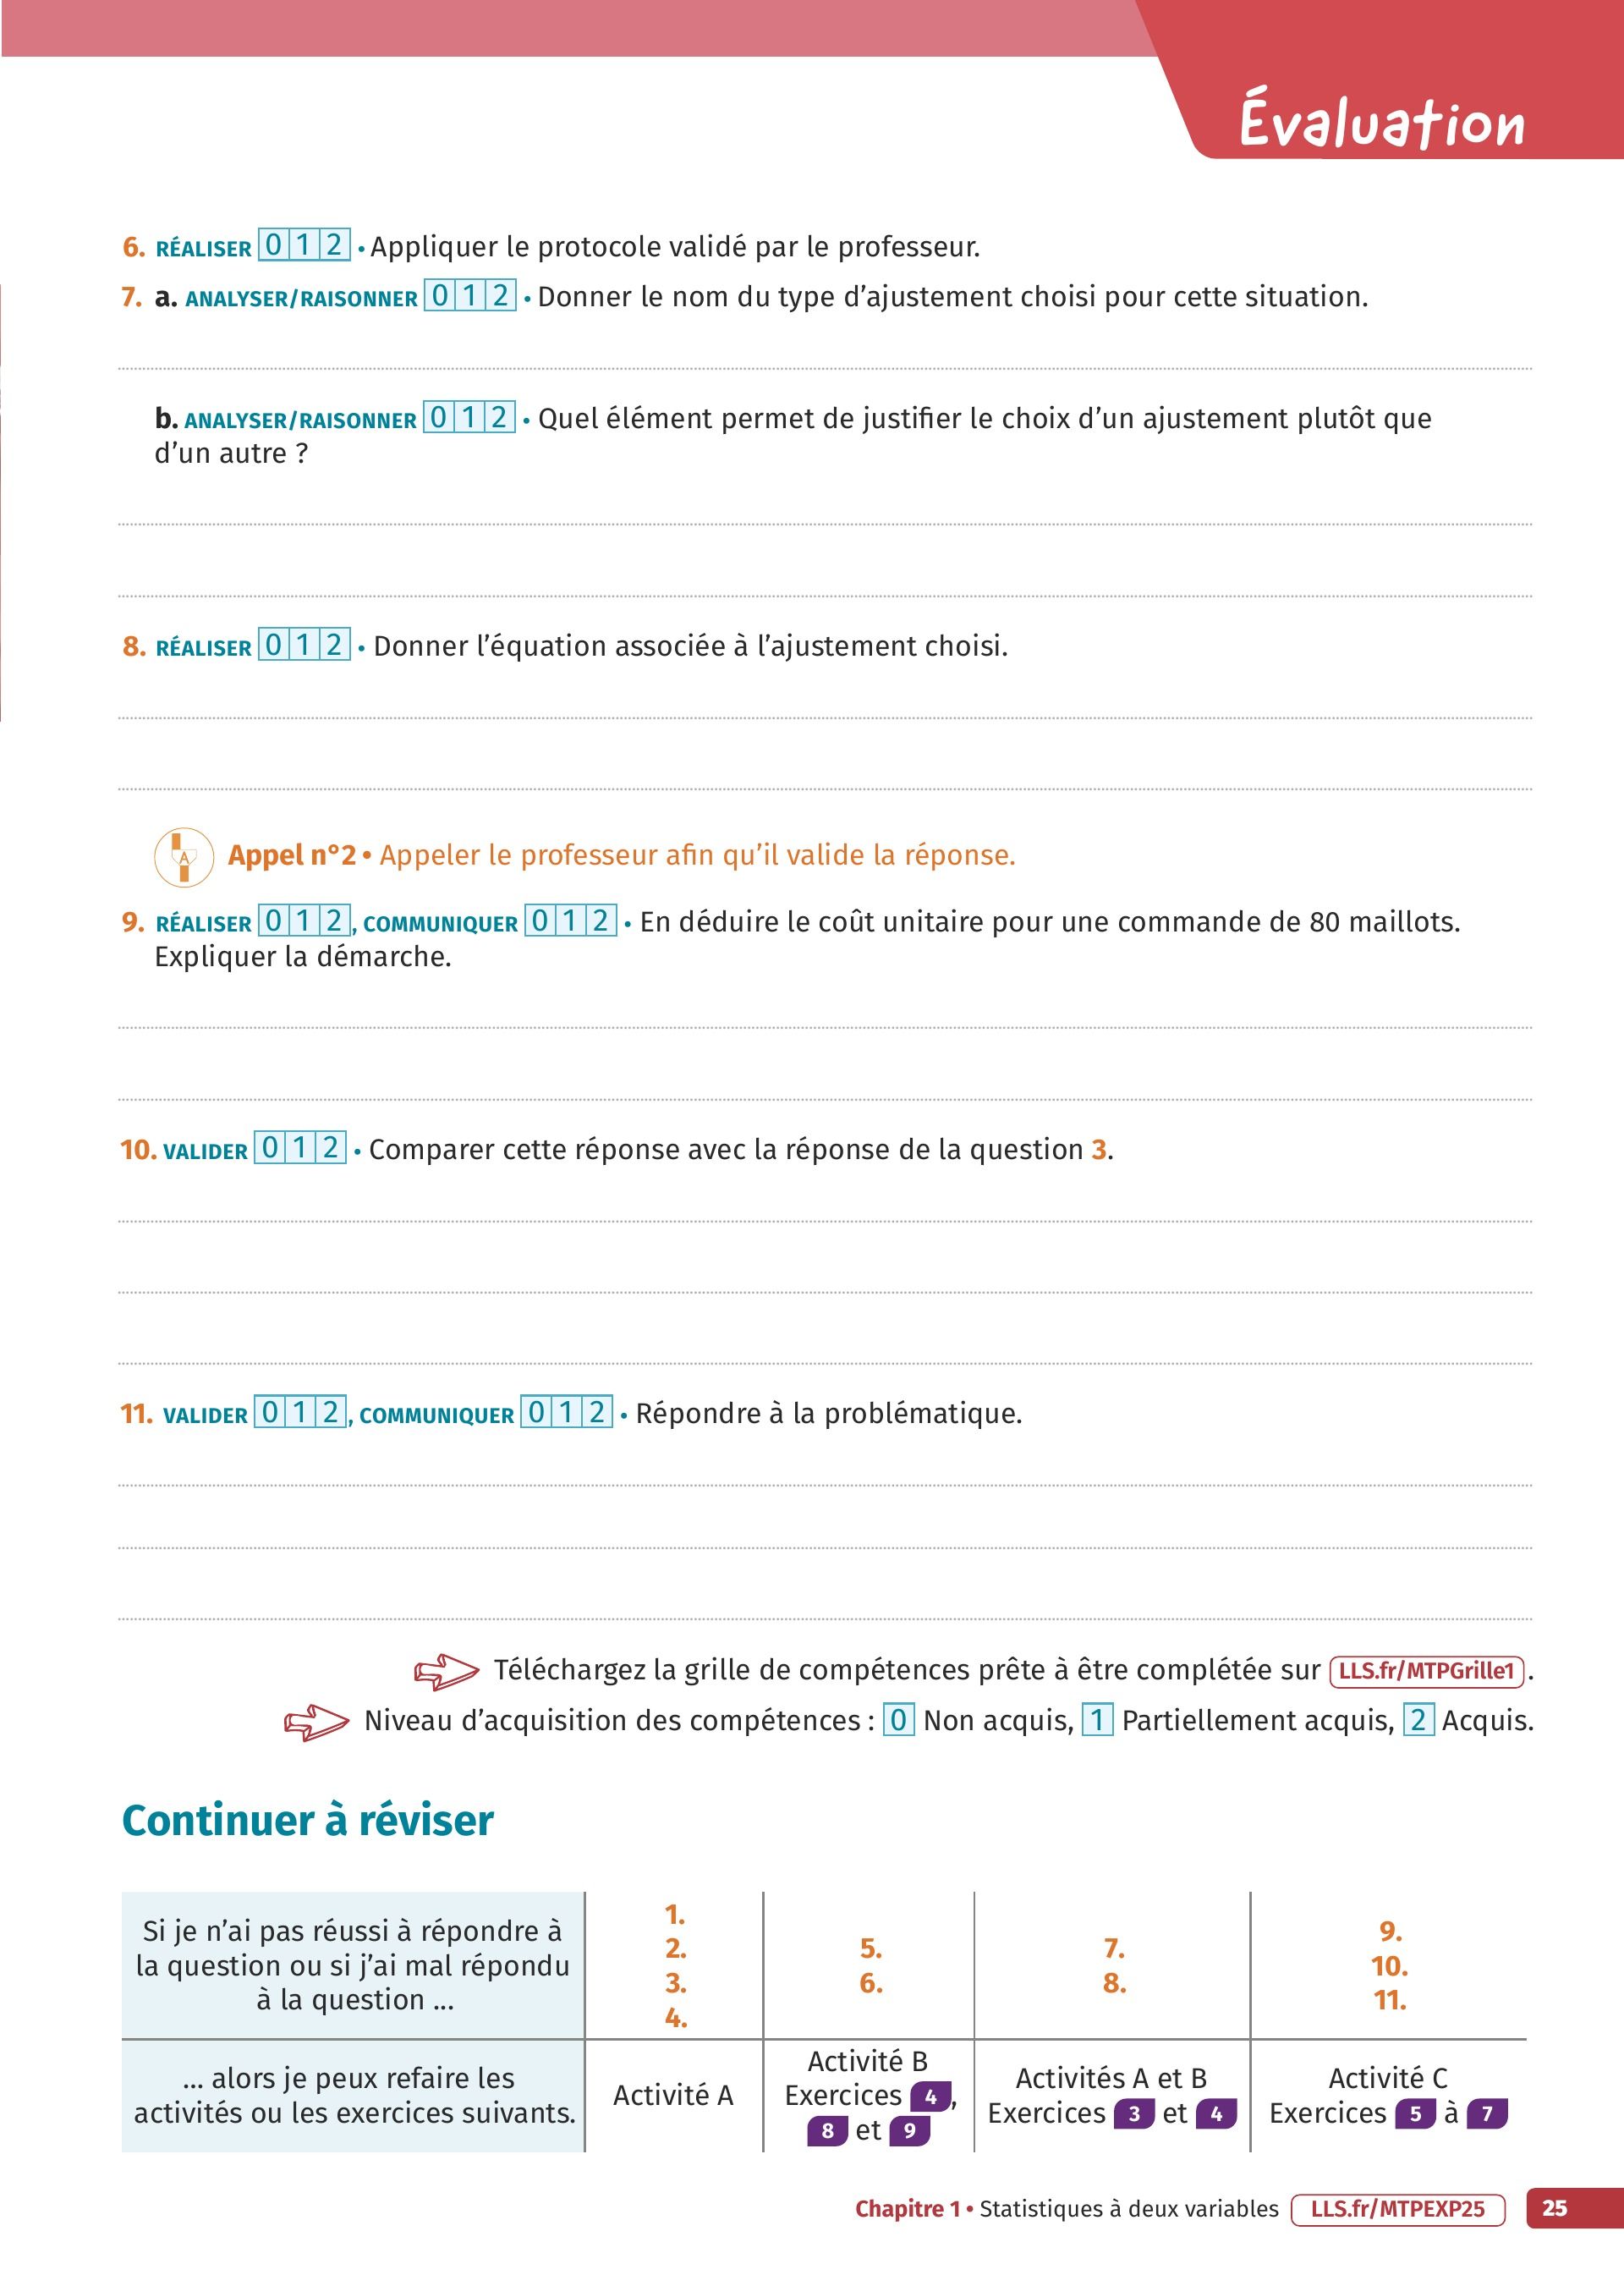 Évaluation
6. RÉALISER 0 1 2 • Appliquer le protocole validé par le professeur.
7. a. ANALYSER/RAISONNER 0 1 2 • Donner le nom du type d’ajustement choisi pour cette situation.
b. ANALYSER/RAISONNER 0 1 2 • Quel élément permet de justifier le choix d’un ajustement plutôt que
d’un autre ?
8. RÉALISER 0 1 2 • Donner l’équation associée à l’ajustement choisi.
A
Appel n°2 • Appeler le professeur afin qu’il valide la réponse.
9. RÉALISER 0 1 2, COMMUNIQUER 0 1 2 • En déduire le coût unitaire pour une commande de 80 maillots.
Expliquer la démarche.
10. VALIDER 0 1 2 • Comparer cette réponse avec la réponse de la question 3.
11. VALIDER 0 1 2, COMMUNIQUER 0 1 2 • Répondre à la problématique.
Téléchargez la grille de compétences prête à être complétée sur LLS.fr/MTPGrille1.
Niveau d’acquisition des compétences : 0 Non acquis, 1 Partiellement acquis, 2 Acquis.
Continuer à réviser
Si je n’ai pas réussi à répondre à
la question ou si j’ai mal répondu
à la question ...
1.
2.
3.
4.
5.
6.
7.
8.
9.
10.
11.
... alors je peux refaire les
activités ou les exercices suivants.
Activité A
Activité B
Exercices 4,
8 et 9
Activités A et B
Exercices 3 et 4
Activité C
Exercices 5 à 7
Chapitre 1 • Statistiques à deux variables LLS.fr/MTPEXP25 25